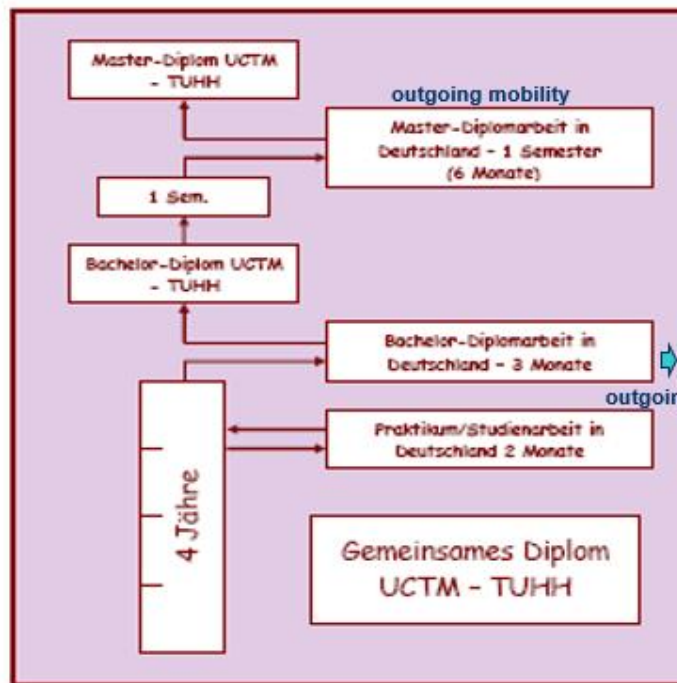 Master-Diplom UCTM
- TUHH
outgoing mobility
Master-Diplomarbeit in
Deutschland - 1 Semester
(6 Monate)
1 Sem.
Bachelor-Diplom UCTM
- TUHH
Bachelor-Diplomarbeit in
Deutschland - 3 Monate
outgoin
Praktikum/Studienarbeit in
Deutschland 2 Monate
4 Jähre
Gemeinsames Diplom
UCTM - TUHH